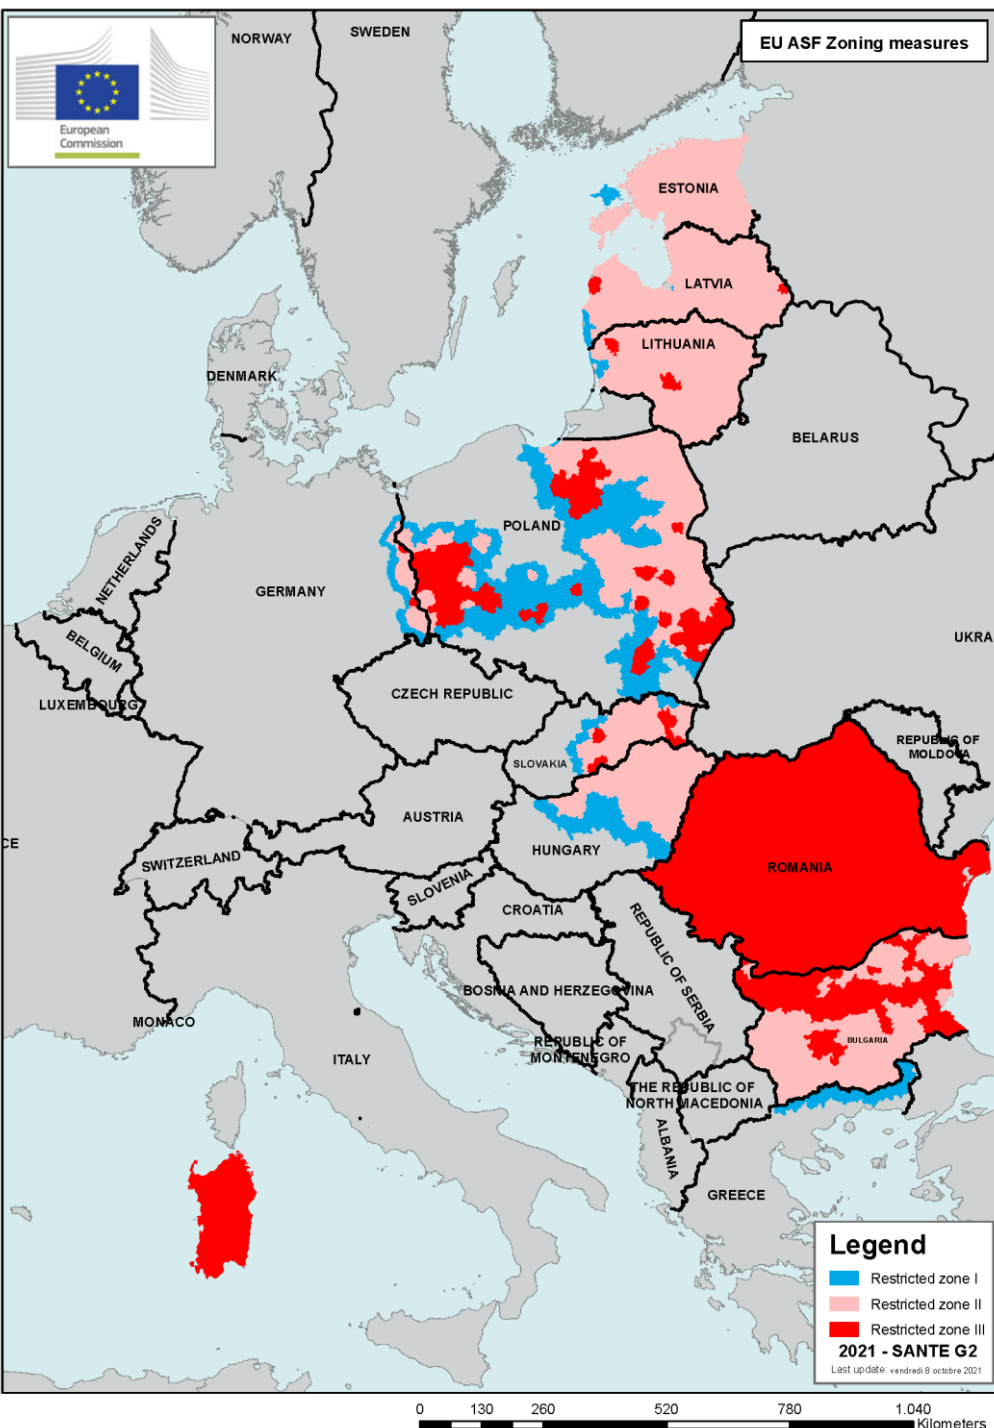 NORWAY
SWEDEN
EU ASF Zoning measures
European
Commission
ESTONIA
LATVIA
LITHUANIA
DENMARK
BELARUS
POLAND
NETHERLANDS
GERMANY
BELGIUM
UKRA
LUXEMBOURG
CZECH REPUBLIC
REPUBLIC OF
MOLDOVA
SLOVAKIA
AUSTRIA
CE
HUNGARY
SWITZERLAND
ROMANIA
SLOVENIA
CROATIA
REPUBLIC OF SERBIA
BOSNIA AND HERZEGOVINA
MONACO
REPUBLIC OF
MONTENEGRO
BULGARIA
ITALY
THE REPUBLIC OF
NORTH MACEDONIA
ALBANIA
GREECE
Legend
Restricted zone I
Restricted zone II
Restricted zone III
2021 - SANTE G2
Last update: vendredi 8 octobre 2021
0 130 260 520 780 1.040
Kilometers